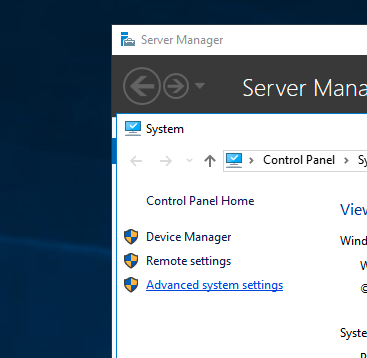 Server Manager
Server Mana
System
Control Panel
Sy
Control Panel Home
View
Device Manager
Windo
Remote settings
W
Advanced system settings
©
Syste